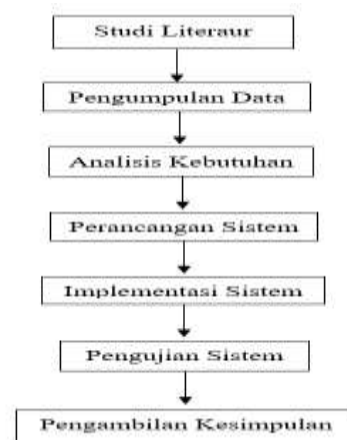 Studi Literaur
Pengumpulan Data
Analisis Kebutuhan
Perancangan Sistem
Implementasi Sistem
Pengujian Sistem
Pengambilan Kesimpulan